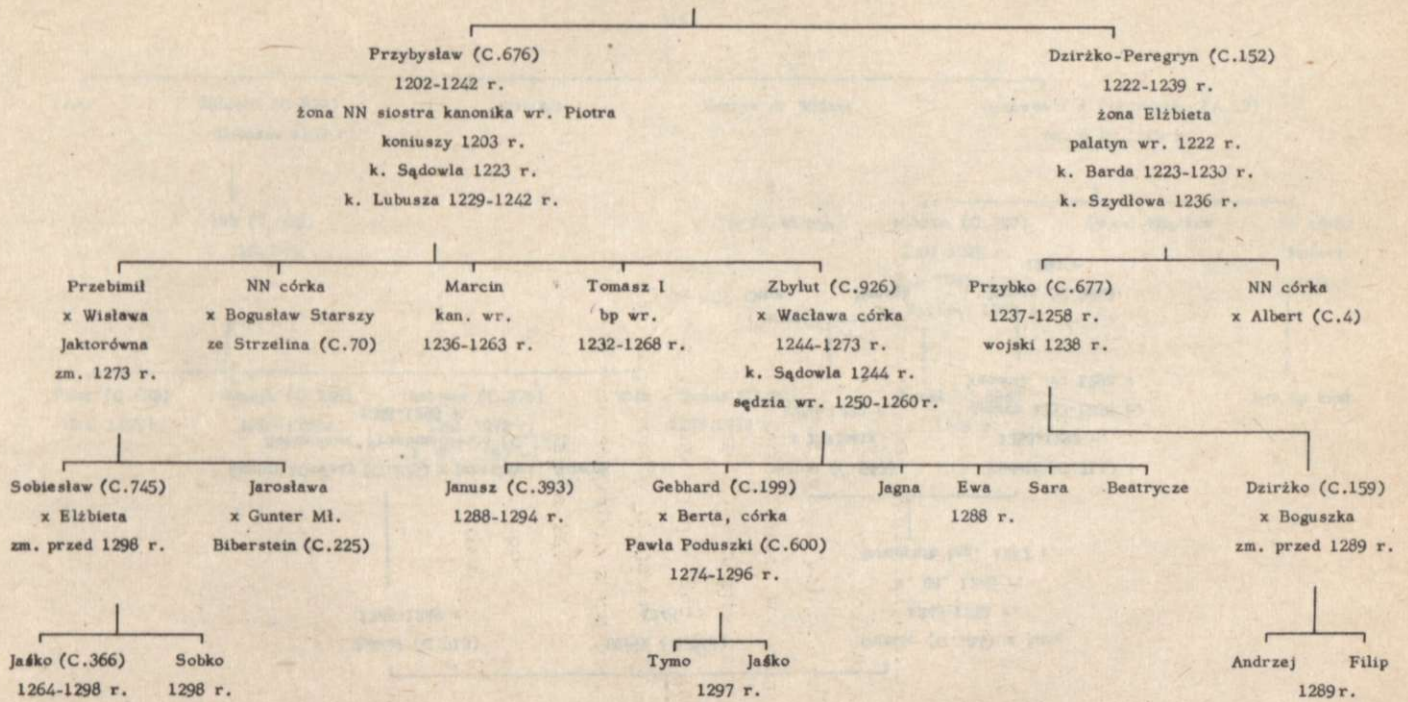 Przybysław (C.676)
1202-1242 r.
żona NN siostra kanonika wr. Piotra
koniuszy 1203 r.
k. Sądowla 1223 r.
k. Lubusza 1229-1242 r.
Dzirżko-Peregryn (C.152)
1222-1239 r.
żona Elżbieta
palatyn wr. 1222 r.
k. Barda 1223-1230 r.
k. Szydłowa 1236 r.
Przebimił
x Wisława
Jaktorówna
zm. 1273 r.
NN córka
x Bogusław Starszy
ze Strzelina (C.70)
Marcin
kan. wr.
1236-1263 r.
Tomasz I
bp wr.
1232-1268 r.
Zbylut (C.926)
x Wacława córka
1244-1273 r.
k. Sądowla 1244 r.
sędzia wr. 1250-1260 r.
Przybko (C.677)
1237-1258 r.
wojski 1238 r.
NN córka
x Albert (C.4)
Sobiesław (C.745)
x Elżbieta
zm. przed 1298 r.
Jarosława
x Gunter Mł.
Biberstein (C.225)
Janusz (C.393)
1288-1294 r.
Gebhard (C.199)
x Berta, córka
Pawła Poduszki (C.600)
1274-1296 r.
Jagna Ewa Sara Beatrycze
1288 r.
Dzirżko (C.159)
x Boguszka
zm. przed 1289 r.
Jaśko (C.366)
1264-1298 r.
Sobko
1298 r.
Tymo Jaśko
1297 r.
Andrzej Filip
1289 r.